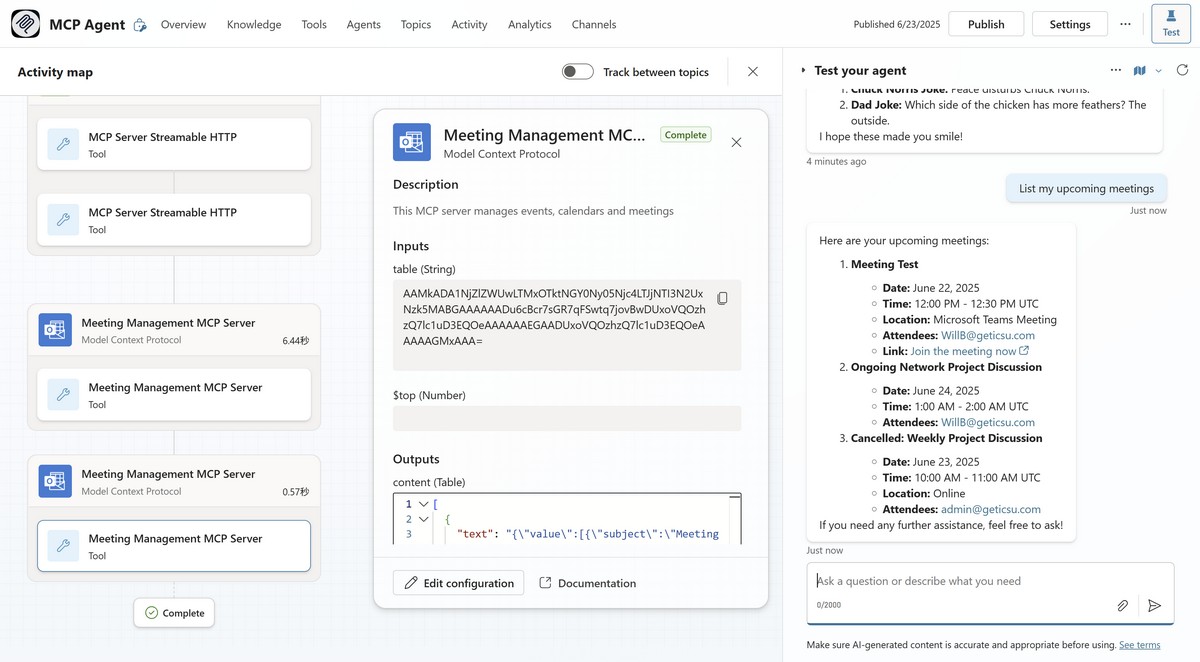 MCP Agent
Overview
Knowledge
Tools
Agents
Topics
Activity
Analytics
Channels
Published 6/23/2025
Publish
Settings
Test
Activity map
Track between topics
MCP Server Streamable HTTP
Tool
MCP Server Streamable HTTP
Tool
Meeting Management MCP Server
Model Context Protocol
6.44秒
Meeting Management MCP Server
Tool
Meeting Management MCP Server
Model Context Protocol
0.57秒
Meeting Management MCP Server
Tool
Complete
Meeting Management MC...
Complete
Model Context Protocol
Description
This MCP server manages events, calendars and meetings
Inputs
table (String)
AAMkADA1NjZlZWUwLTMxOTktNGY0Ny05Njc4LTJjNTI3N2Ux
Nzk5MABGAAAAAADu6cBcr7sGR7qFSwtq7jovBwDUxoVQOzh
zQ7lc1uD3EQOeAAAAAAEGAADUxoVQOzhzQ7lc1uD3EQOeA
AAAAGMxAAA=
$top (Number)
Outputs
content (Table)
1 [
2 {
3 "text": "{\"value\":[{\"subject\":\"Meeting
Edit configuration
Documentation
Test your agent
1. Chuck Norris Joke: Peace disturbs Chuck Norris.
2. Dad Joke: Which side of the chicken has more feathers? The
outside.
I hope these made you smile!
4 minutes ago
List my upcoming meetings
Just now
Here are your upcoming meetings:
1. Meeting Test
Date: June 22, 2025
Time: 12:00 PM - 12:30 PM UTC
Location: Microsoft Teams Meeting
Attendees: WillB@geticsu.com
Link: Join the meeting now
2. Ongoing Network Project Discussion
Date: June 24, 2025
Time: 1:00 AM - 2:00 AM UTC
Attendees: WillB@geticsu.com
3. Cancelled: Weekly Project Discussion
Date: June 23, 2025
Time: 10:00 AM - 11:00 AM UTC
Location: Online
Attendees: admin@geticsu.com
If you need any further assistance, feel free to ask!
Just now
Ask a question or describe what you need
0/2000
Make sure AI-generated content is accurate and appropriate before using. See terms